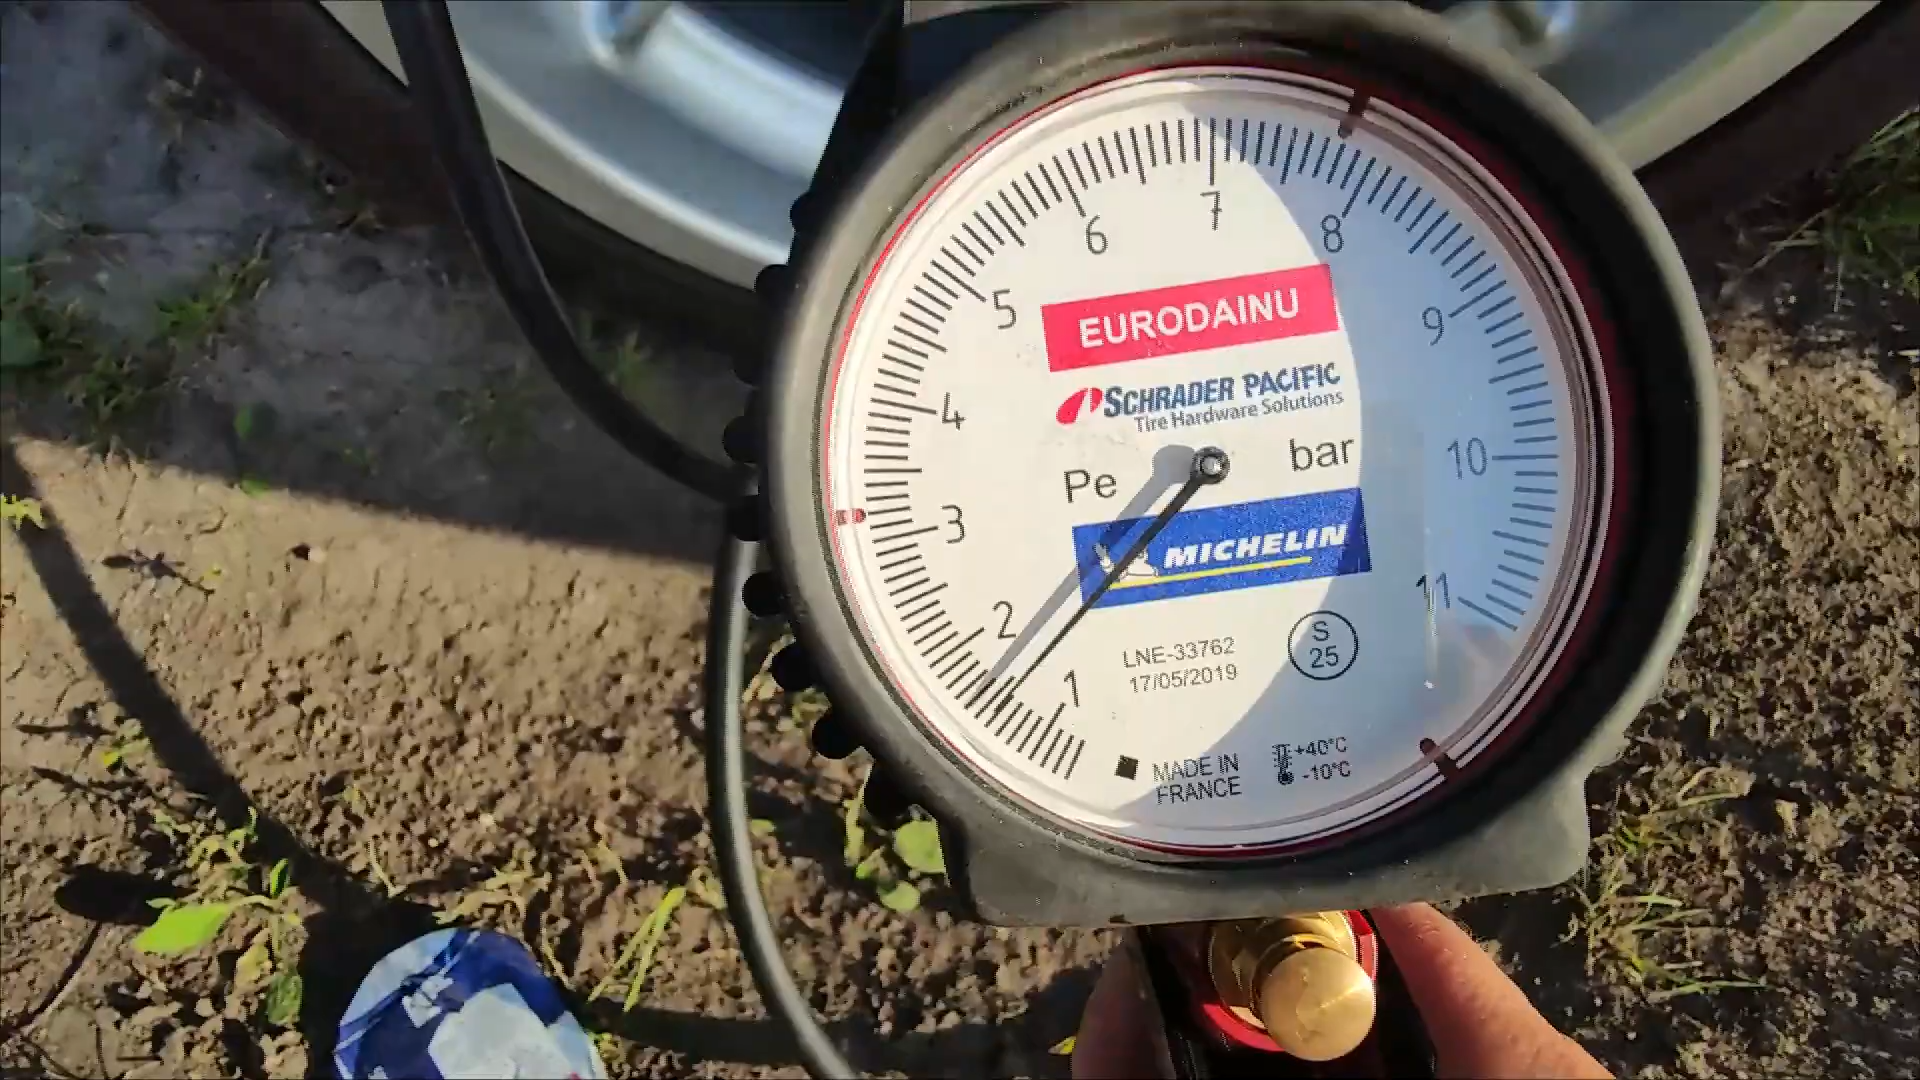 7
6
8
5
9
EURODAINU
SCHRADER PACIFIC
Tire Hardware Solutions
4
Pe
bar
10
3
MICHELIN
2
11
LNE-33762
17/05/2019
S
25
1
MADE IN
FRANCE
+40°C
-10°C